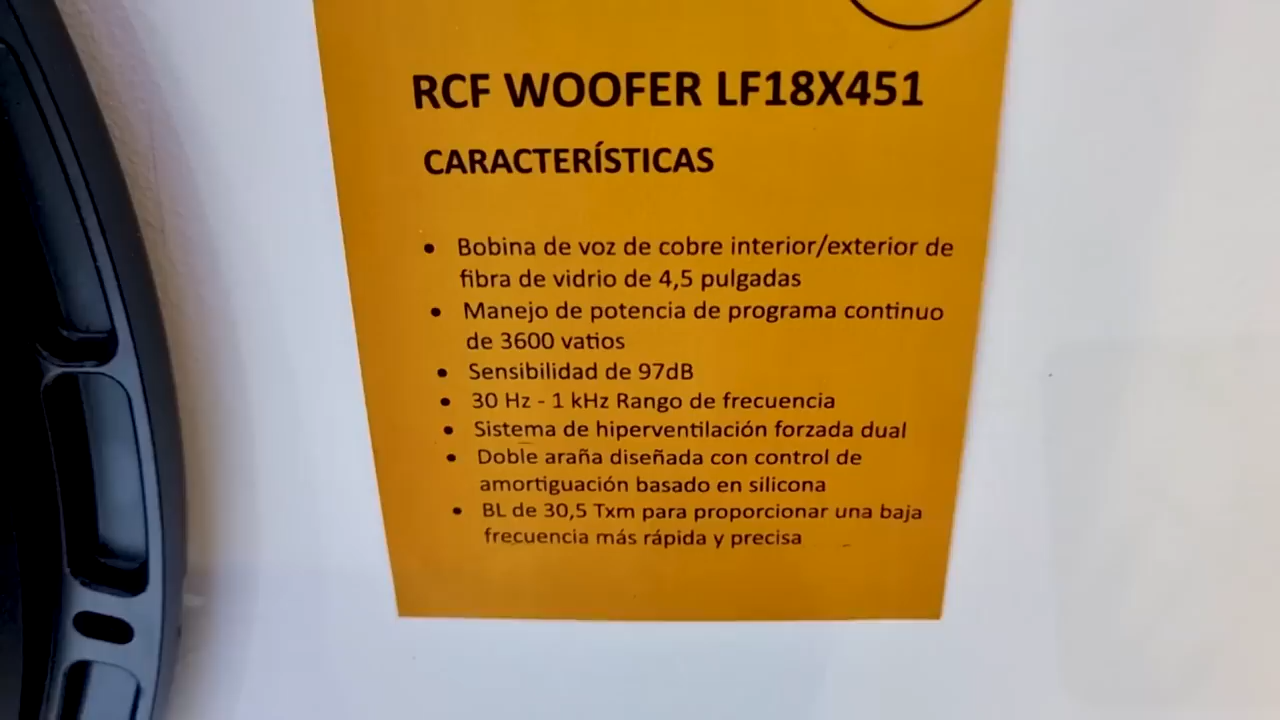 RCF WOOFER LF18X451
CARACTERÍSTICAS
• Bobina de voz de cobre interior/exterior de
fibra de vidrio de 4,5 pulgadas
• Manejo de potencia de programa continuo
de 3600 vatios
• Sensibilidad de 97dB
• 30 Hz - 1 kHz Rango de frecuencia
• Sistema de hiperventilación forzada dual
• Doble araña diseñada con control de
amortiguación basado en silicona
• BL de 30,5 Txm para proporcionar una baja
frecuencia más rápida y precisa